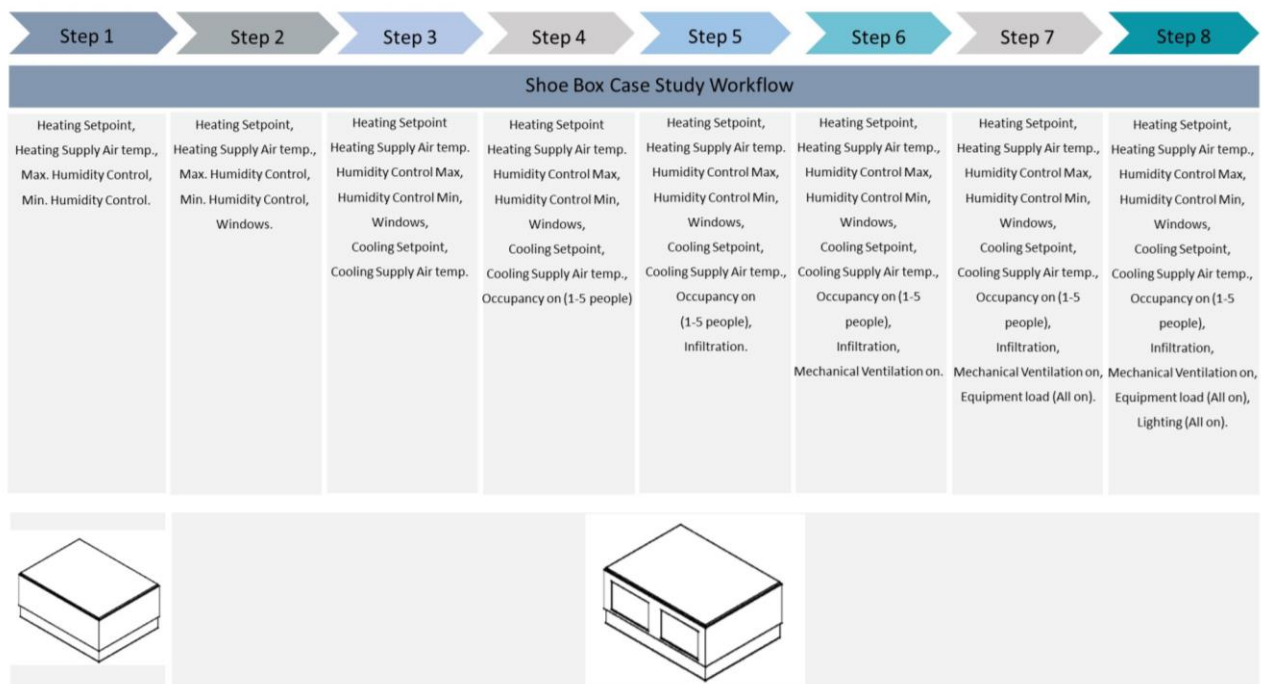 Step 1
Step 2
Step 3
Step 4
Step 5
Step 6
Step 7
Step 8
Shoe Box Case Study Workflow
Heating Setpoint,
Heating Supply Air temp.,
Max. Humidity Control,
Min. Humidity Control.
Heating Setpoint,
Heating Supply Air temp.,
Max. Humidity Control,
Min. Humidity Control,
Windows.
Heating Setpoint
Heating Supply Air temp.
Humidity Control Max,
Humidity Control Min,
Windows,
Cooling Setpoint,
Cooling Supply Air temp.
Heating Setpoint
Heating Supply Air temp.
Humidity Control Max,
Humidity Control Min,
Windows,
Cooling Setpoint,
Cooling Supply Air temp.,
Occupancy on (1-5 people)
Heating Setpoint,
Heating Supply Air temp.
Humidity Control Max,
Humidity Control Min,
Windows,
Cooling Setpoint,
Cooling Supply Air temp.,
Occupancy on
(1-5 people),
Infiltration.
Heating Setpoint,
Heating Supply Air temp.,
Humidity Control Max,
Humidity Control Min,
Windows,
Cooling Setpoint,
Cooling Supply Air temp.,
Occupancy on (1-5
people),
Infiltration,
Mechanical Ventilation on.
Heating Setpoint,
Heating Supply Air temp.,
Humidity Control Max,
Humidity Control Min,
Windows,
Cooling Setpoint,
Cooling Supply Air temp.,
Occupancy on (1-5
people),
Infiltration,
Mechanical Ventilation on,
Equipment load (All on).
Heating Setpoint,
Heating Supply Air temp.,
Humidity Control Max,
Humidity Control Min,
Windows,
Cooling Setpoint,
Cooling Supply Air temp.,
Occupancy on (1-5
people),
Infiltration,
Mechanical Ventilation on,
Equipment load (All on),
Lighting (All on).